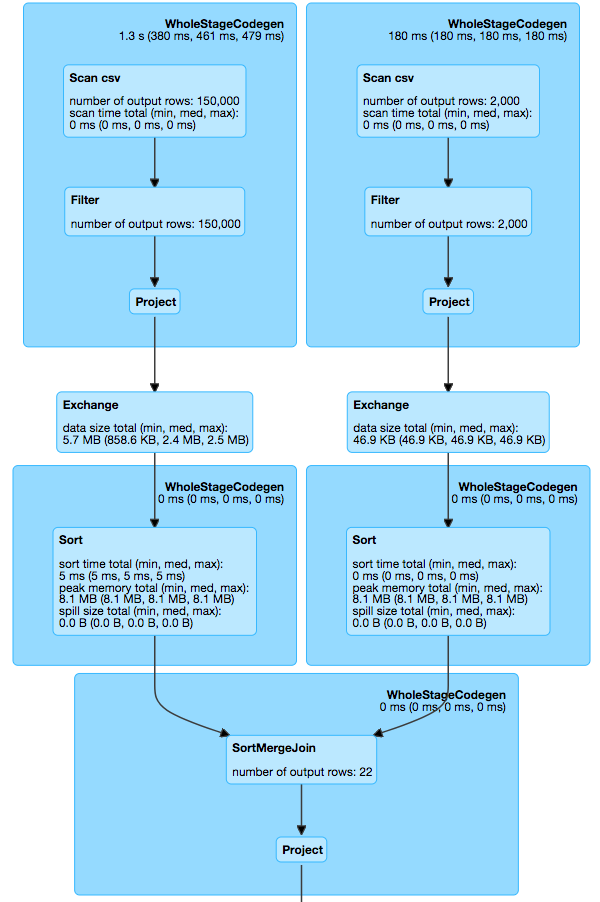 WholeStageCodegen
1.3 s (380 ms, 461 ms, 479 ms)
Scan csv
number of output rows: 150,000
scan time total (min, med, max):
0 ms (0 ms, 0 ms, 0 ms)
Filter
number of output rows: 150,000
Project
WholeStageCodegen
180 ms (180 ms, 180 ms, 180 ms)
Scan csv
number of output rows: 2,000
scan time total (min, med, max):
0 ms (0 ms, 0 ms, 0 ms)
Filter
number of output rows: 2,000
Project
Exchange
data size total (min, med, max):
5.7 MB (858.6 KB, 2.4 MB, 2.5 MB)
Exchange
data size total (min, med, max):
46.9 KB (46.9 KB, 46.9 KB, 46.9 KB)
WholeStageCodegen
0 ms (0 ms, 0 ms, 0 ms)
Sort
sort time total (min, med, max):
5 ms (5 ms, 5 ms, 5 ms)
peak memory total (min, med, max):
8.1 MB (8.1 MB, 8.1 MB, 8.1 MB)
spill size total (min, med, max):
0.0 B (0.0 B, 0.0 B, 0.0 B)
WholeStageCodegen
0 ms (0 ms, 0 ms, 0 ms)
Sort
sort time total (min, med, max):
0 ms (0 ms, 0 ms, 0 ms)
peak memory total (min, med, max):
8.1 MB (8.1 MB, 8.1 MB, 8.1 MB)
spill size total (min, med, max):
0.0 B (0.0 B, 0.0 B, 0.0 B)
WholeStageCodegen
0 ms (0 ms, 0 ms, 0 ms)
SortMergeJoin
number of output rows: 22
Project